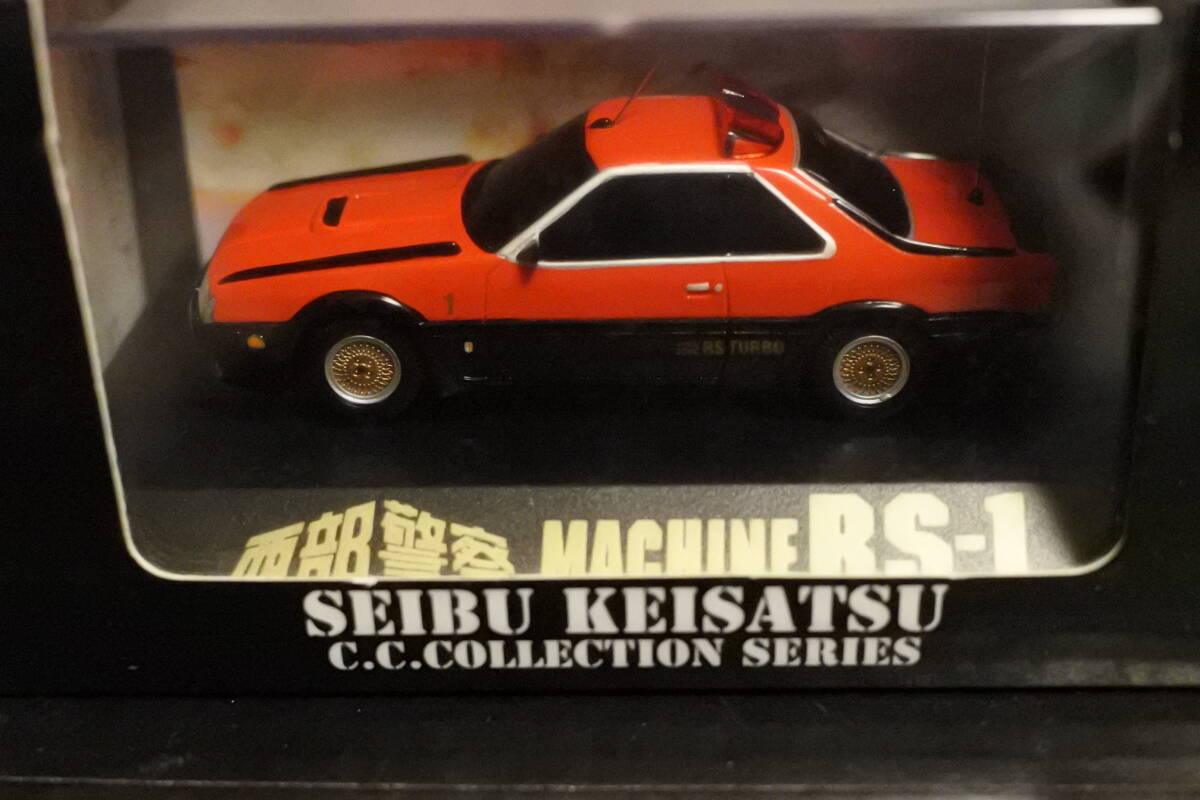 1
RS TURBO
西部警察 MACHINE RS-1
SEIBU KEISATSU
C.C.COLLECTION SERIES